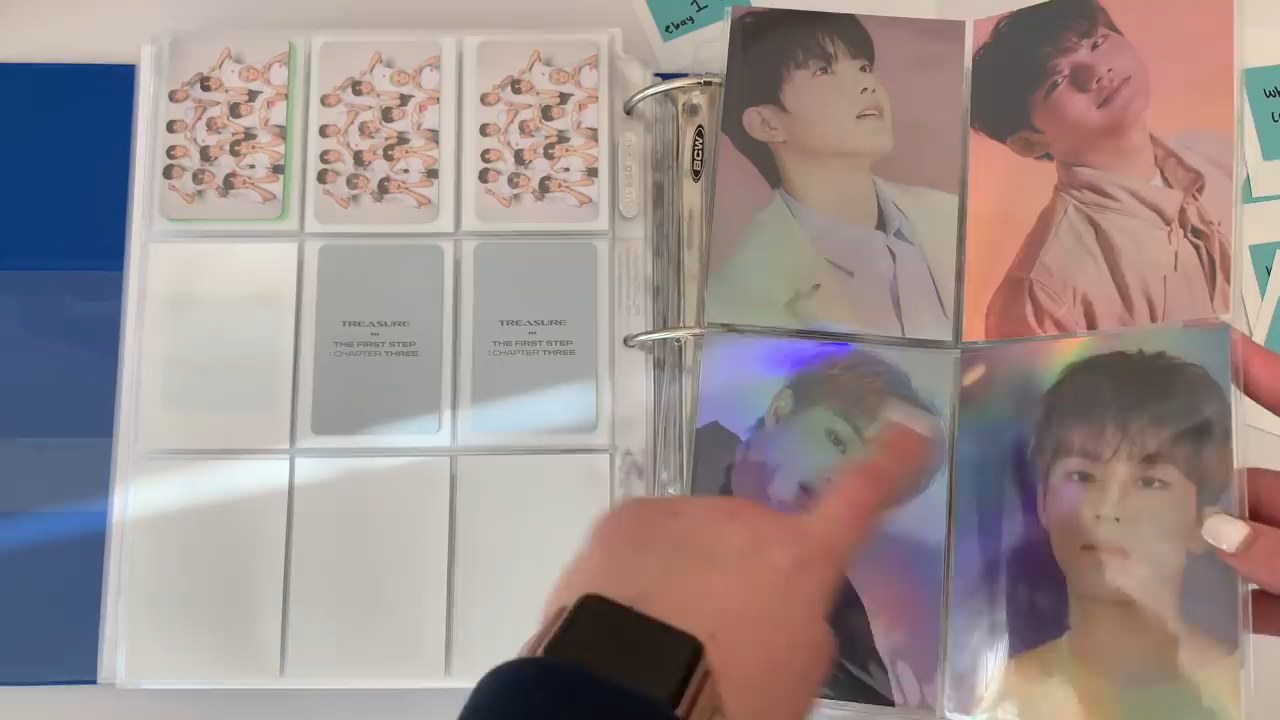 ebay 1
BCW
TREASURE
THE FIRST STEP
: CHAPTER THREE
TREASURE
THE FIRST STEP
: CHAPTER THREE